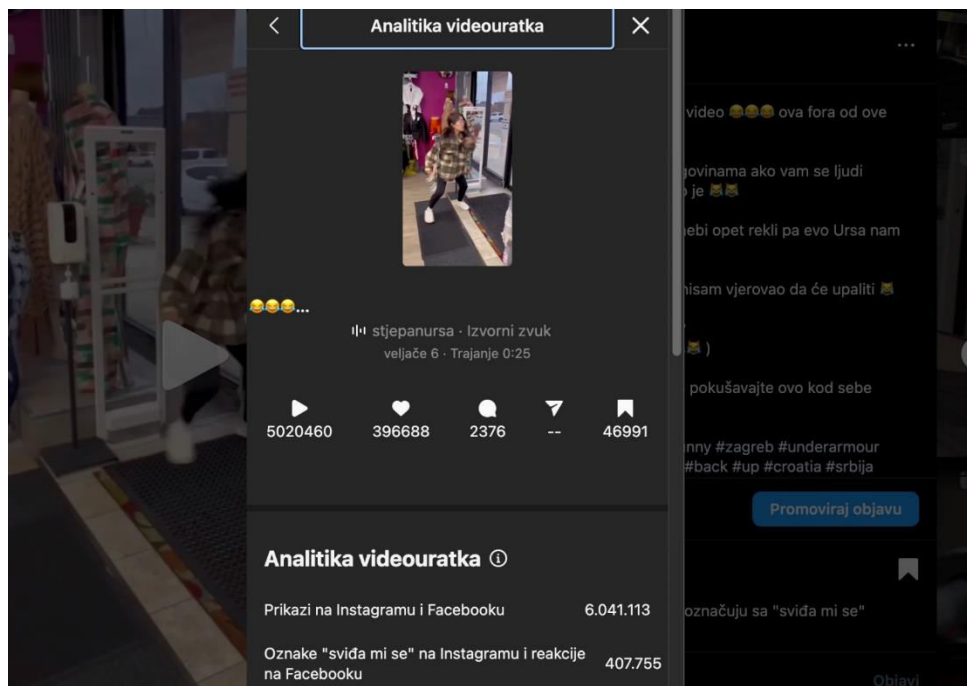 Analitika videouratka
😂😂😂...
stjepanursa · Izvorni zvuk
veljače 6 · Trajanje 0:25
5020460 396688 2376 -- 46991
Analitika videouratka
Prikazi na Instagramu i Facebooku 6.041.113
Oznake "sviđa mi se" na Instagramu i reakcije
na Facebooku 407.755
video 😂😂😂 ova fora od ove
govinama ako vam se ljudi
je 😹😹
nebi opet rekli pa evo Ursa nam
nisam vjerovao da će upaliti 😹
😹 )
pokušavajte ovo kod sebe
#zagreb #underarmour
#back #up #croatia #srbija
Promoviraj objavu
označuju sa "sviđa mi se"
Objavi